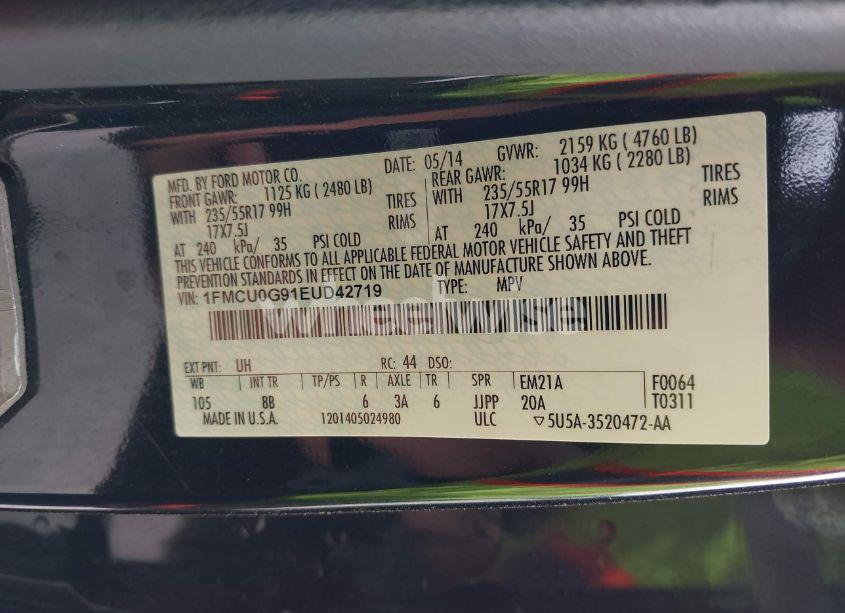 MFD. BY FORD MOTOR CO. DATE: 05/14 GVWR: 2159 KG ( 4760 LB)
FRONT GAWR: 1125 KG ( 2480 LB) REAR GAWR: 1034 KG ( 2280 LB)
WITH 235/55R17 99H TIRES WITH 235/55R17 99H TIRES
17X7.5J RIMS 17X7.5J RIMS
AT 240 kPa/ 35 PSI COLD AT 240 kPa/ 35 PSI COLD
THIS VEHICLE CONFORMS TO ALL APPLICABLE FEDERAL MOTOR VEHICLE SAFETY AND THEFT
PREVENTION STANDARDS IN EFFECT ON THE DATE OF MANUFACTURE SHOWN ABOVE.
VIN: 1FMCU0G91EUD42719 TYPE: MPV
EXT PNT: UH RC: 44 DSO:
WB INT TR TP/PS R AXLE TR SPR EM21A F0064
105 8B 6 3A 6 JJPP 20A T0311
MADE IN U.S.A. 1201405024980 ULC ▽5U5A-3520472-AA